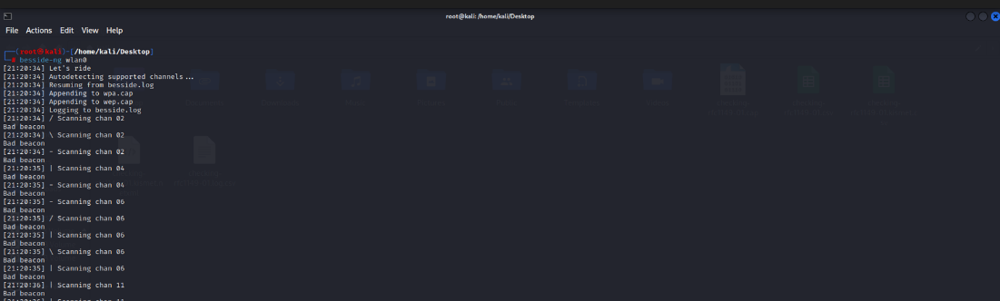 root@kali: /home/kali/Desktop
File Actions Edit View Help
┌──(root㉿kali)-[/home/kali/Desktop]
└─# besside-ng wlan0
[21:20:34] Let's ride
[21:20:34] Autodetecting supported channels...
[21:20:34] Resuming from besside.log
[21:20:34] Appending to wpa.cap
[21:20:34] Appending to wep.cap
[21:20:34] Logging to besside.log
[21:20:34] / Scanning chan 02
Bad beacon
[21:20:34] \ Scanning chan 02
Bad beacon
[21:20:34] - Scanning chan 02
Bad beacon
[21:20:35] | Scanning chan 04
Bad beacon
[21:20:35] - Scanning chan 04
Bad beacon
[21:20:35] - Scanning chan 06
Bad beacon
[21:20:35] / Scanning chan 06
Bad beacon
[21:20:35] | Scanning chan 06
Bad beacon
[21:20:35] \ Scanning chan 06
Bad beacon
[21:20:35] | Scanning chan 06
Bad beacon
[21:20:36] | Scanning chan 11
Bad beacon
[21:20:36] | Scanning chan 11